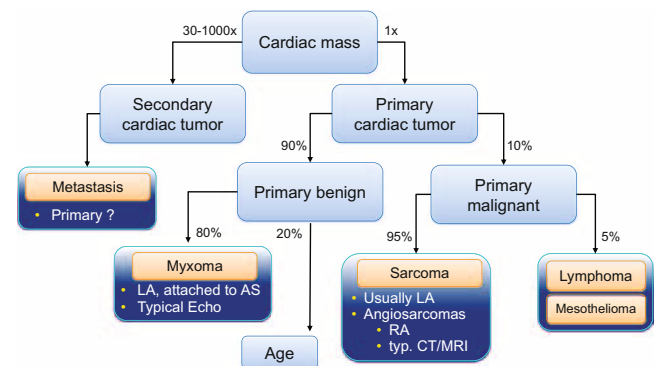 30-1000x
Cardiac mass
1x
Secondary
cardiac tumor
Primary
cardiac tumor
90%
10%
Metastasis
• Primary ?
Primary benign
Primary
malignant
80%
20%
95%
5%
Myxoma
• LA, attached to AS
• Typical Echo
Sarcoma
• Usually LA
• Angiosarcomas
• RA
• typ. CT/MRI
Lymphoma
Mesothelioma
Age